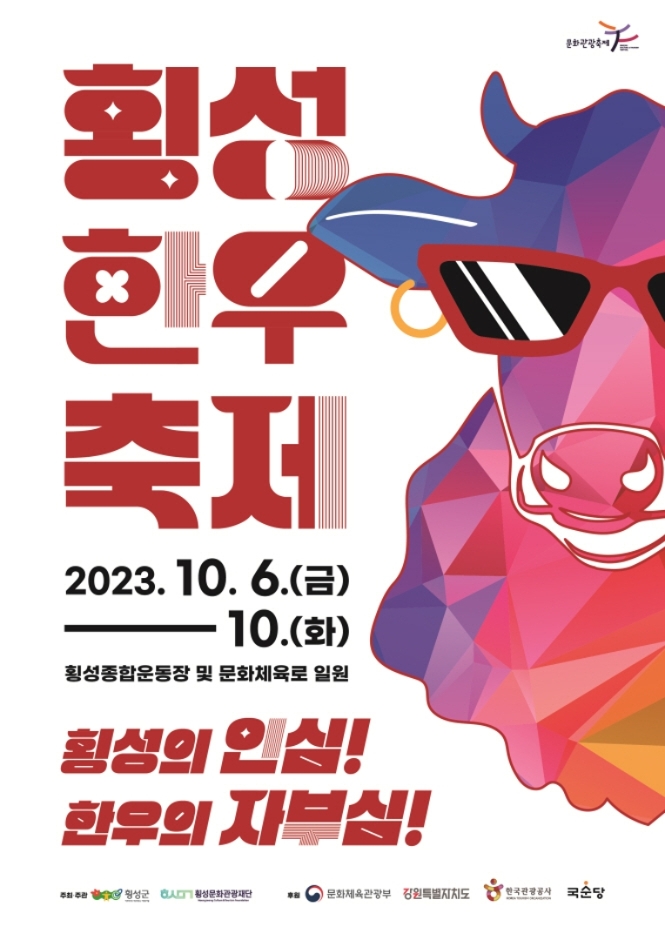 문화관광축제
횡성
한우
축제
2023. 10. 6.(금)
10.(화)
횡성종합운동장 및 문화체육로 일원
횡성의 인심!
한우의 자부심!
주최·주관 횡성군 횡성문화관광재단 후원 문화체육관광부 강원특별자치도 한국관광공사 국순당